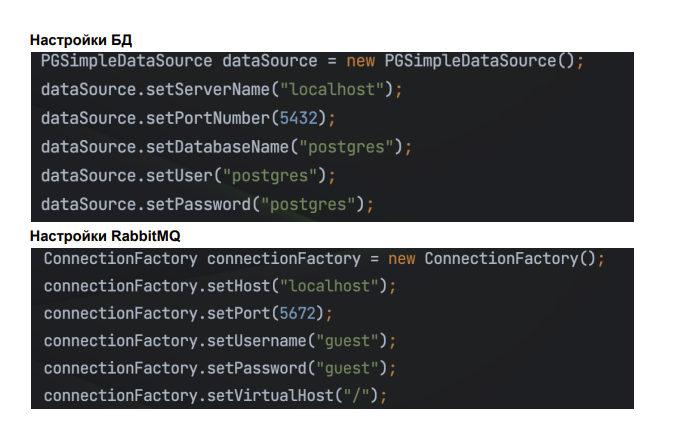 Настройки БД
PGSimpleDataSource dataSource = new PGSimpleDataSource();
dataSource.setServerName("localhost");
dataSource.setPortNumber(5432);
dataSource.setDatabaseName("postgres");
dataSource.setUser("postgres");
dataSource.setPassword("postgres");
Настройки RabbitMQ
ConnectionFactory connectionFactory = new ConnectionFactory();
connectionFactory.setHost("localhost");
connectionFactory.setPort(5672);
connectionFactory.setUsername("guest");
connectionFactory.setPassword("guest");
connectionFactory.setVirtualHost("/");